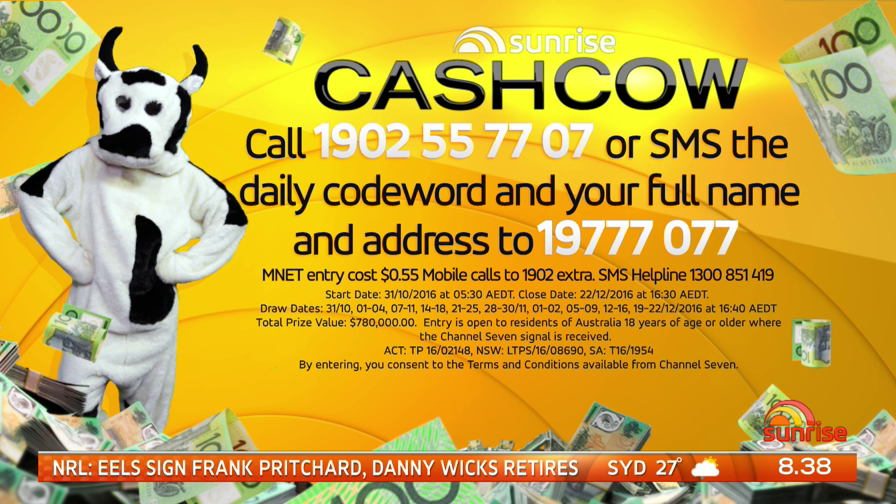 sunrise
CASHCOW
Call 1902 55 77 07 or SMS the
daily codeword and your full name
and address to 19777 077
MNET entry cost $0.55 Mobile calls to 1902 extra. SMS Helpline 1300 851 419
Start Date: 31/10/2016 at 05:30 AEDT. Close Date: 22/12/2016 at 16:30 AEDT.
Draw Dates: 31/10, 01-04, 07-11, 14-18, 21-25, 28-30/11, 01-02, 05-09, 12-16, 19-22/12/2016 at 16:40 AEDT
Total Prize Value: $780,000.00. Entry is open to residents of Australia 18 years of age or older where
the Channel Seven signal is received.
ACT: TP 16/02148, NSW: LTPS/16/08690, SA: T16/1954
By entering, you consent to the Terms and Conditions available from Channel Seven.
100
100
100
sunrise
NRL: EELS SIGN FRANK PRITCHARD, DANNY WICKS RETIRES SYD 27° 8.38